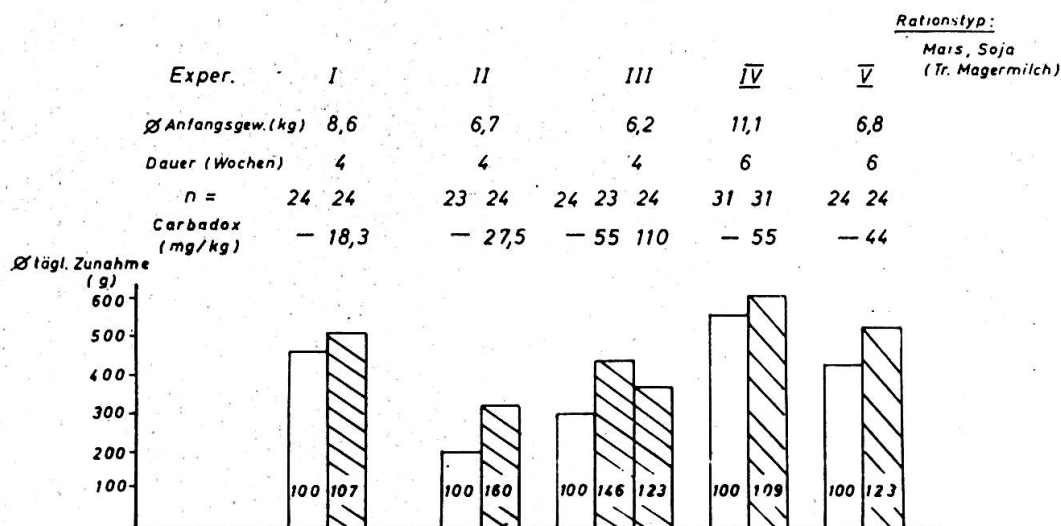 Rationstyp:
Mais, Soja
(Tr. Magermilch)
Exper. I II III IV V
Ø Anfangsgew. (kg) 8,6 6,7 6,2 11,1 6,8
Dauer (Wochen) 4 4 4 6 6
n = 24 24 23 24 24 23 24 31 31 24 24
Carbadox
(mg/kg) — 18,3 — 27,5 — 55 110 — 55 — 44
Ø tägl. Zunahme
(g)
600
500
400
300
200
100
100 107 100 160 100 146 123 100 109 100 123